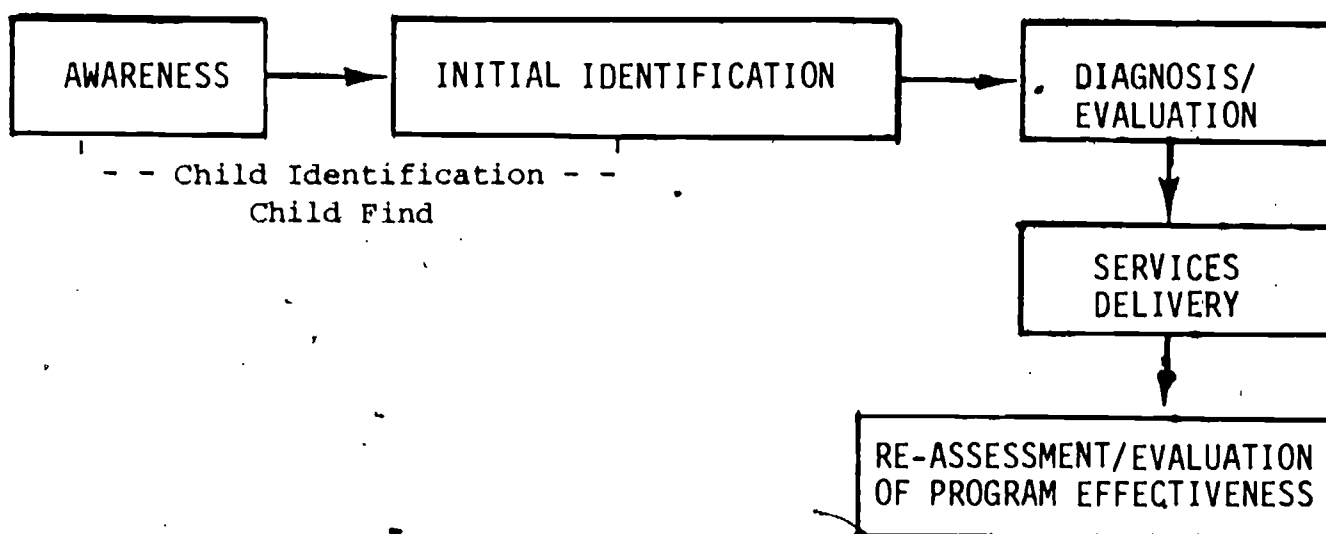 AWARENESS
INITIAL IDENTIFICATION
DIAGNOSIS/
EVALUATION
- - Child Identification - -
Child Find
SERVICES
DELIVERY
RE-ASSESSMENT/EVALUATION
OF PROGRAM EFFECTIVENESS